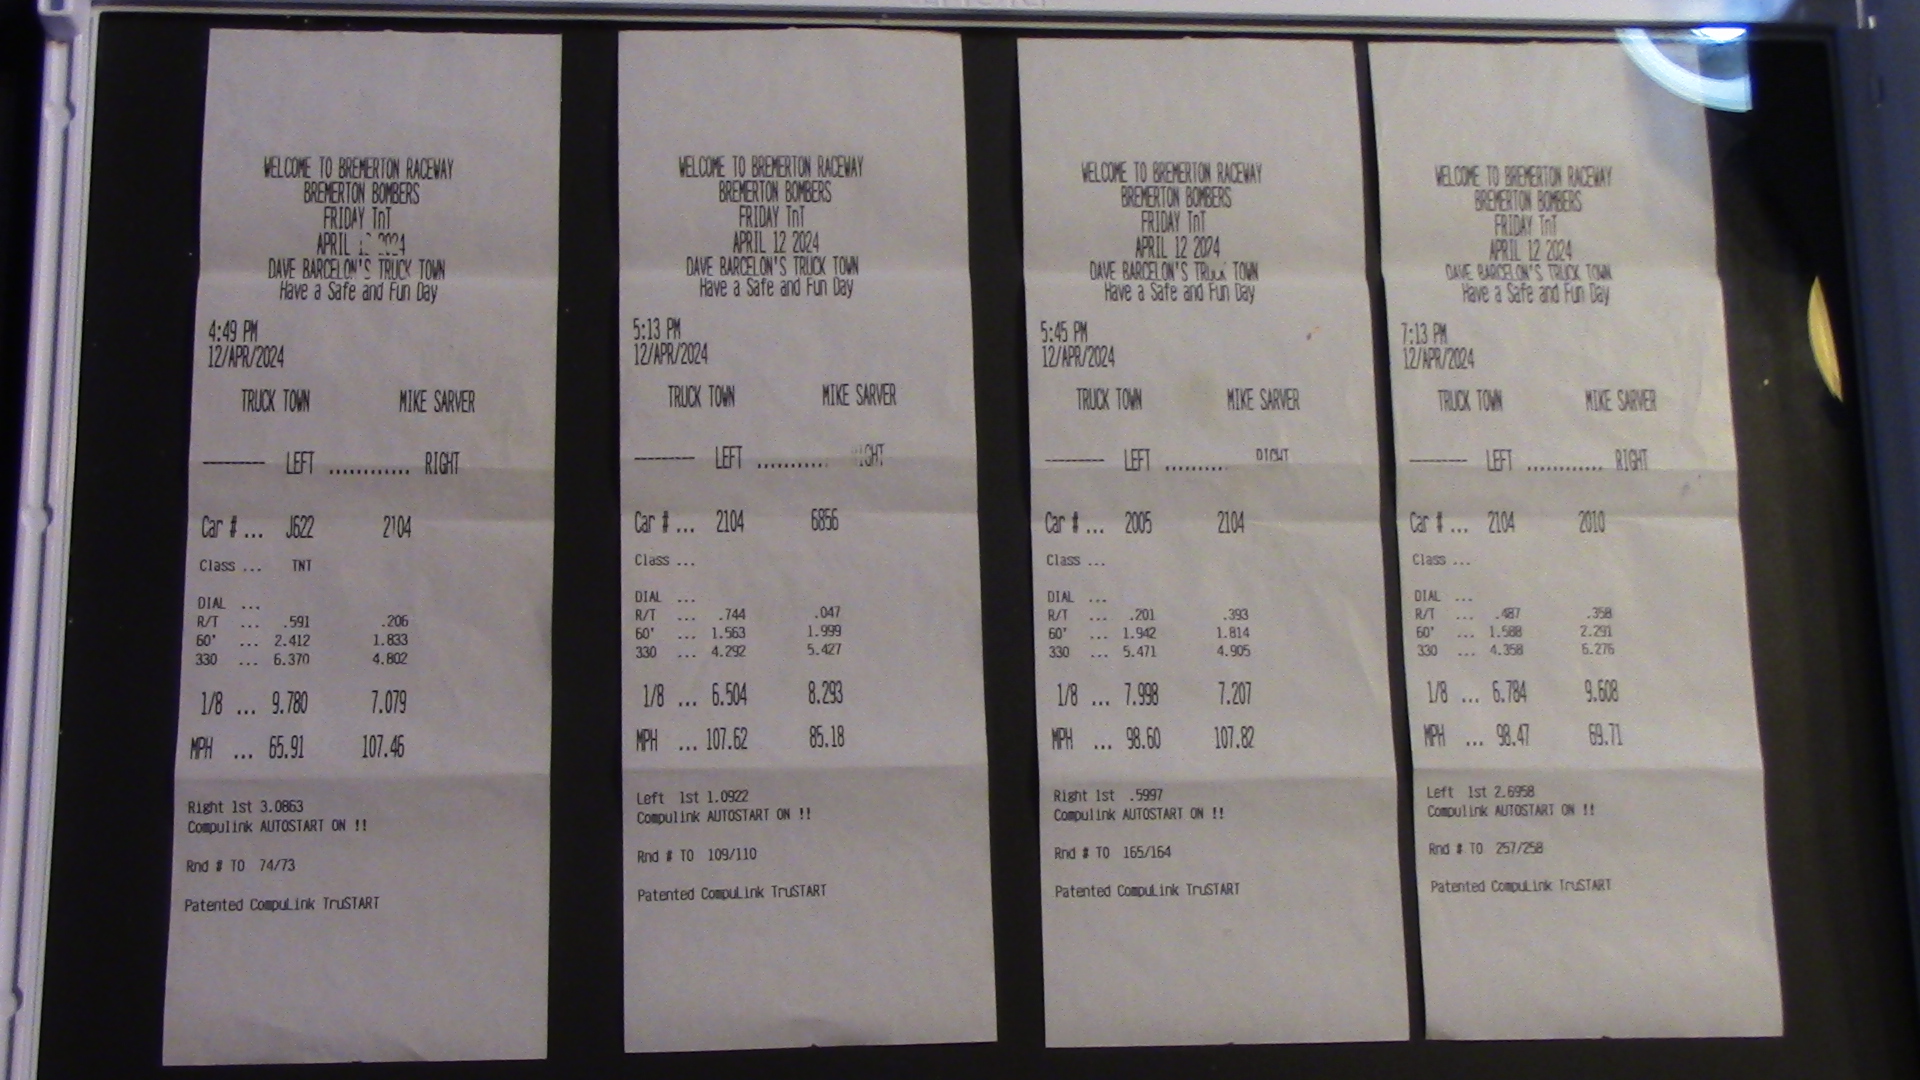 WELCOME TO BREMERTON RACEWAY
BREMERTON BOMBERS
FRIDAY TnT
APRIL 12 2024
DAVE BARCELON'S TRUCK TOWN
Have a Safe and Fun Day
4:49 PM
12/APR/2024
TRUCK TOWN MIKE SARVER
-------- LEFT ............ RIGHT
Car # ... J622 2104
Class ... TNT
DIAL ...
R/T ... .591 .206
60' ... 2.412 1.833
330 ... 6.370 4.802
1/8 ... 9.780 7.079
MPH ... 65.91 107.46
Right 1st 3.0863
Compulink AUTOSTART ON !!
Rnd # TO 74/73
Patented CompuLink TruSTART
WELCOME TO BREMERTON RACEWAY
BREMERTON BOMBERS
FRIDAY TnT
APRIL 12 2024
DAVE BARCELON'S TRUCK TOWN
Have a Safe and Fun Day
5:13 PM
12/APR/2024
TRUCK TOWN MIKE SARVER
-------- LEFT ........... RIGHT
Car # ... 2104 6856
Class ...
DIAL ...
R/T ... .744 .047
60' ... 1.563 1.999
330 ... 4.292 5.427
1/8 ... 6.504 8.293
MPH ... 107.62 85.18
Left 1st 1.0922
Compulink AUTOSTART ON !!
Rnd # TO 109/110
Patented CompuLink TruSTART
WELCOME TO BREMERTON RACEWAY
BREMERTON BOMBERS
FRIDAY TnT
APRIL 12 2024
DAVE BARCELON'S TRUCK TOWN
Have a Safe and Fun Day
5:45 PM
12/APR/2024
TRUCK TOWN MIKE SARVER
-------- LEFT .......... RIGHT
Car # ... 2005 2104
Class ...
DIAL ...
R/T ... .201 .393
60' ... 1.942 1.814
330 ... 5.471 4.905
1/8 ... 7.998 7.207
MPH ... 98.60 107.82
Right 1st .5997
Compulink AUTOSTART ON !!
Rnd # TO 165/164
Patented CompuLink TruSTART
WELCOME TO BREMERTON RACEWAY
BREMERTON BOMBERS
FRIDAY TnT
APRIL 12 2024
DAVE BARCELON'S TRUCK TOWN
Have a Safe and Fun Day
7:13 PM
12/APR/2024
TRUCK TOWN MIKE SARVER
-------- LEFT ............ RIGHT
Car # ... 2104 2010
Class ...
DIAL ...
R/T ... .487 .358
60' ... 1.588 2.291
330 ... 4.358 6.276
1/8 ... 6.784 9.608
MPH ... 98.47 69.71
Left 1st 2.6958
Compulink AUTOSTART ON !!
Rnd # TO 257/258
Patented CompuLink TruSTART